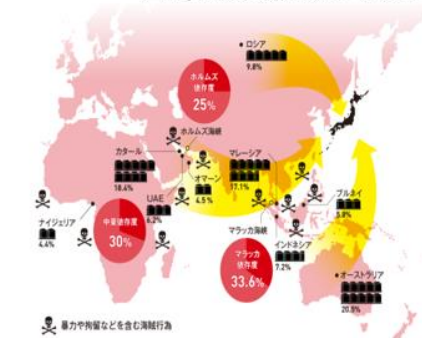 ロシア
9.8%
ホルムズ
依存度
25%
ホルムズ海峡
カタール
18.4%
オマーン
4.5%
UAE
6.2%
マレーシア
17.1%
ナイジェリア
4.4%
中東依存度
30%
マラッカ海峡
マラッカ
依存度
33.6%
ブルネイ
5.9%
インドネシア
7.2%
オーストラリア
20.9%
暴力や拘留などを含む海賊行為